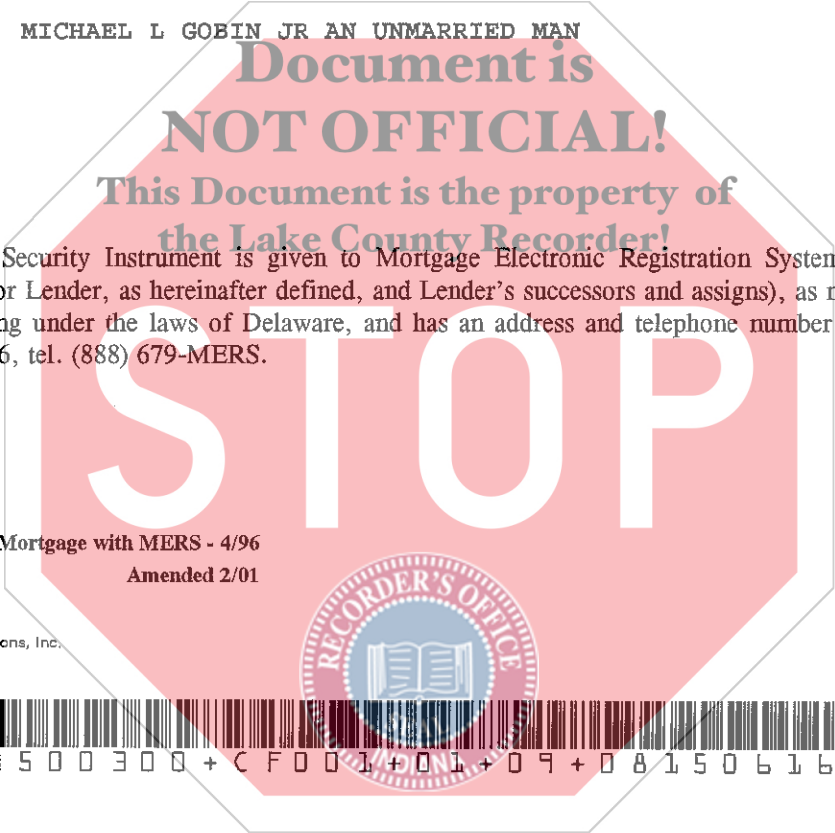 MICHAEL L GOBIN JR AN UNMARRIED MAN
Document is
NOT OFFICIAL!
This Document is the property of
the Lake County Recorder!
Security Instrument is given to Mortgage Electronic Registration System
or Lender, as hereinafter defined, and Lender's successors and assigns), as
ng under the laws of Delaware, and has an address and telephone number
6, tel. (888) 679-MERS.
STOP
Mortgage with MERS - 4/96
Amended 2/01
RECORDER'S OFFICE
SEAL
ons, Inc.
500300+CF001+01+09+08150616